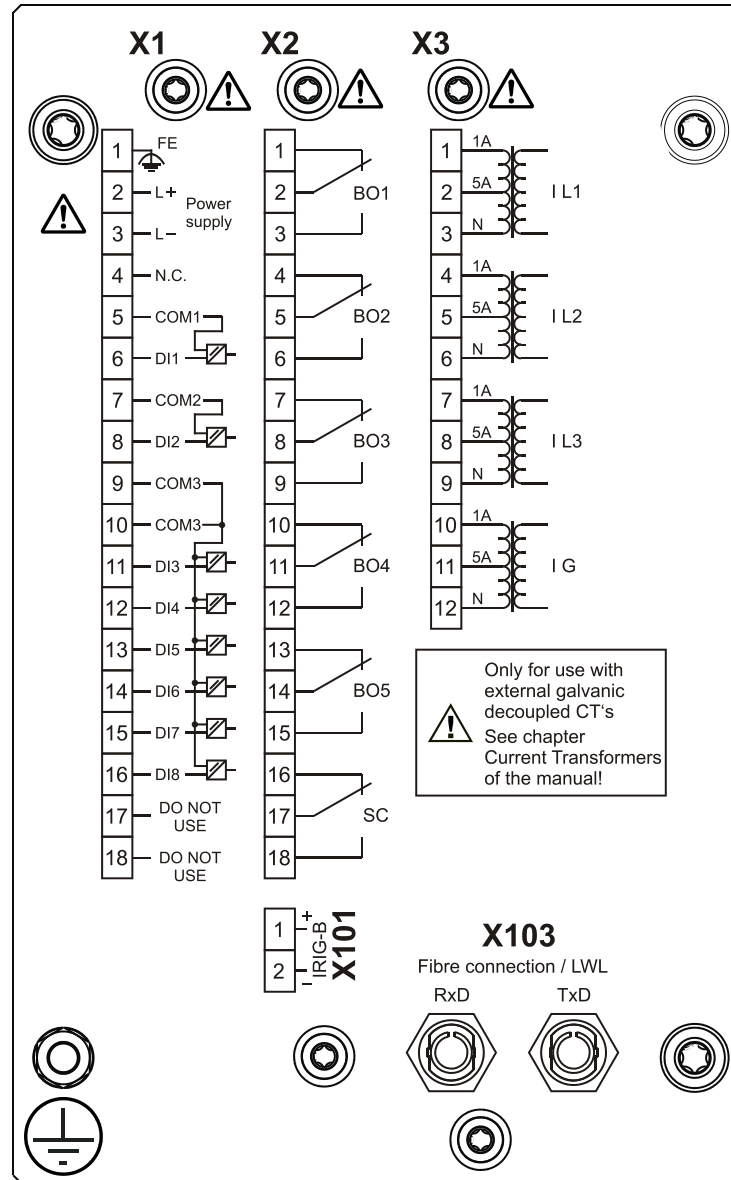 X1
X2
X3
1 FE
2 L+
Power
supply
3 L−
4 N.C.
5 COM1
6 DI1
7 COM2
8 DI2
9 COM3
10 COM3
11 DI3
12 DI4
13 DI5
14 DI6
15 DI7
16 DI8
17 DO NOT
USE
18 DO NOT
USE
1
2 BO1
3
4
5 BO2
6
7
8 BO3
9
10
11 BO4
12
13
14 BO5
15
16
17 SC
18
1 1A
2 5A I L1
3 N
4 1A
5 5A I L2
6 N
7 1A
8 5A I L3
9 N
10 1A
11 5A I G
12 N
Only for use with
external galvanic
decoupled CT‘s
See chapter
Current Transformers
of the manual!
1 +
2 −
IRIG-B
X101
X103
Fibre connection / LWL
RxD TxD